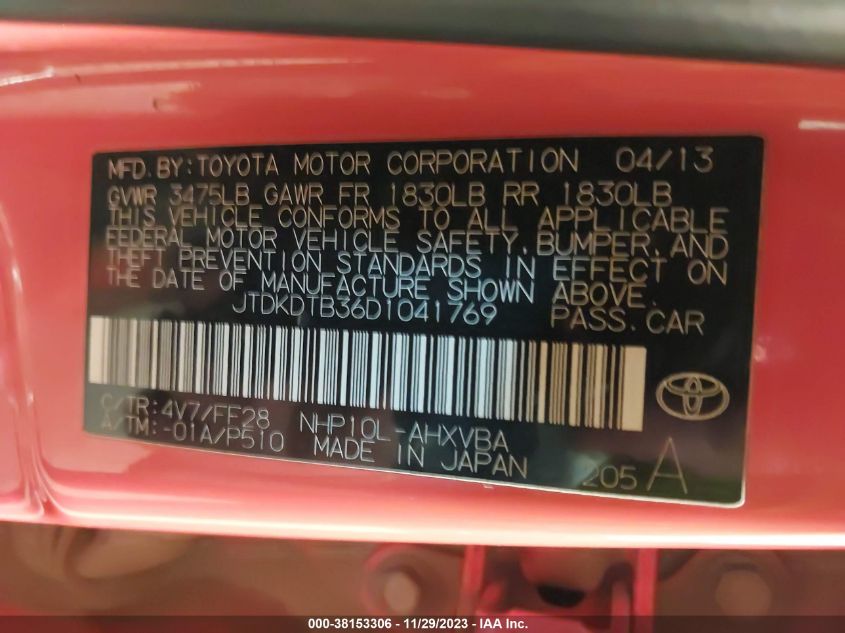 MFD. BY: TOYOTA MOTOR CORPORATION 04/13
GVWR 3475LB GAWR FR 1830LB RR 1830LB
THIS VEHICLE CONFORMS TO ALL APPLICABLE
FEDERAL MOTOR VEHICLE SAFETY, BUMPER, AND
THEFT PREVENTION STANDARDS IN EFFECT ON
THE DATE OF MANUFACTURE SHOWN ABOVE.
JTDKDTB36D1041769 PASS. CAR
C/TR: 4V7/FF28 NHP10L-AHXVBA
A/TM: -01A/P510 MADE IN JAPAN 205 A
000-38153306 - 11/29/2023 - IAA Inc.